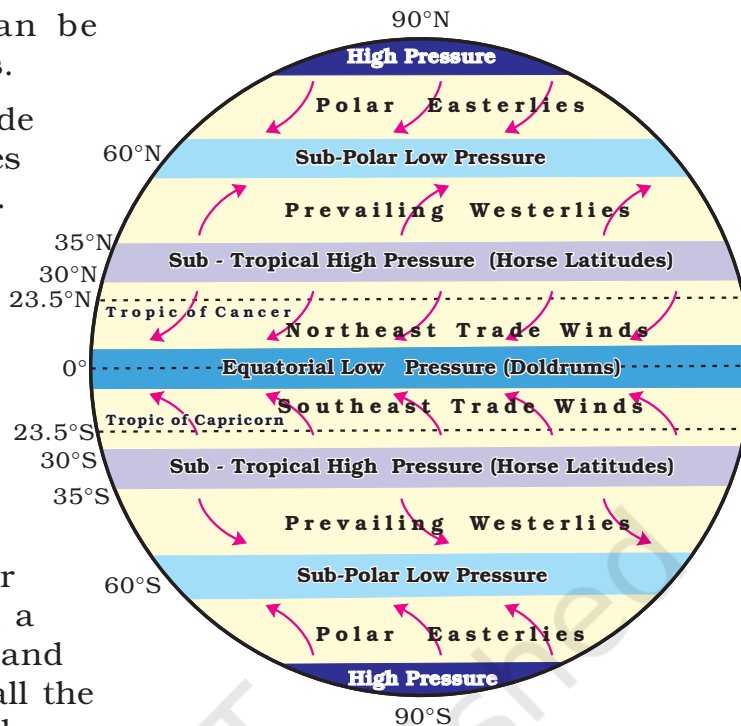 90°N
an be
High Pressure
s.
Polar Easterlies
de
60°N
Sub-Polar Low Pressure
es
.
Prevailing Westerlies
35°N
Sub - Tropical High Pressure (Horse Latitudes)
30°N
23.5°N
Tropic of Cancer
Northeast Trade Winds
0°
Equatorial Low Pressure (Doldrums)
Southeast Trade Winds
Tropic of Capricorn
23.5°S
30°S
Sub - Tropical High Pressure (Horse Latitudes)
35°S
Prevailing Westerlies
60°S
Sub-Polar Low Pressure
r
a
Polar Easterlies
and
High Pressure
all the
90°S